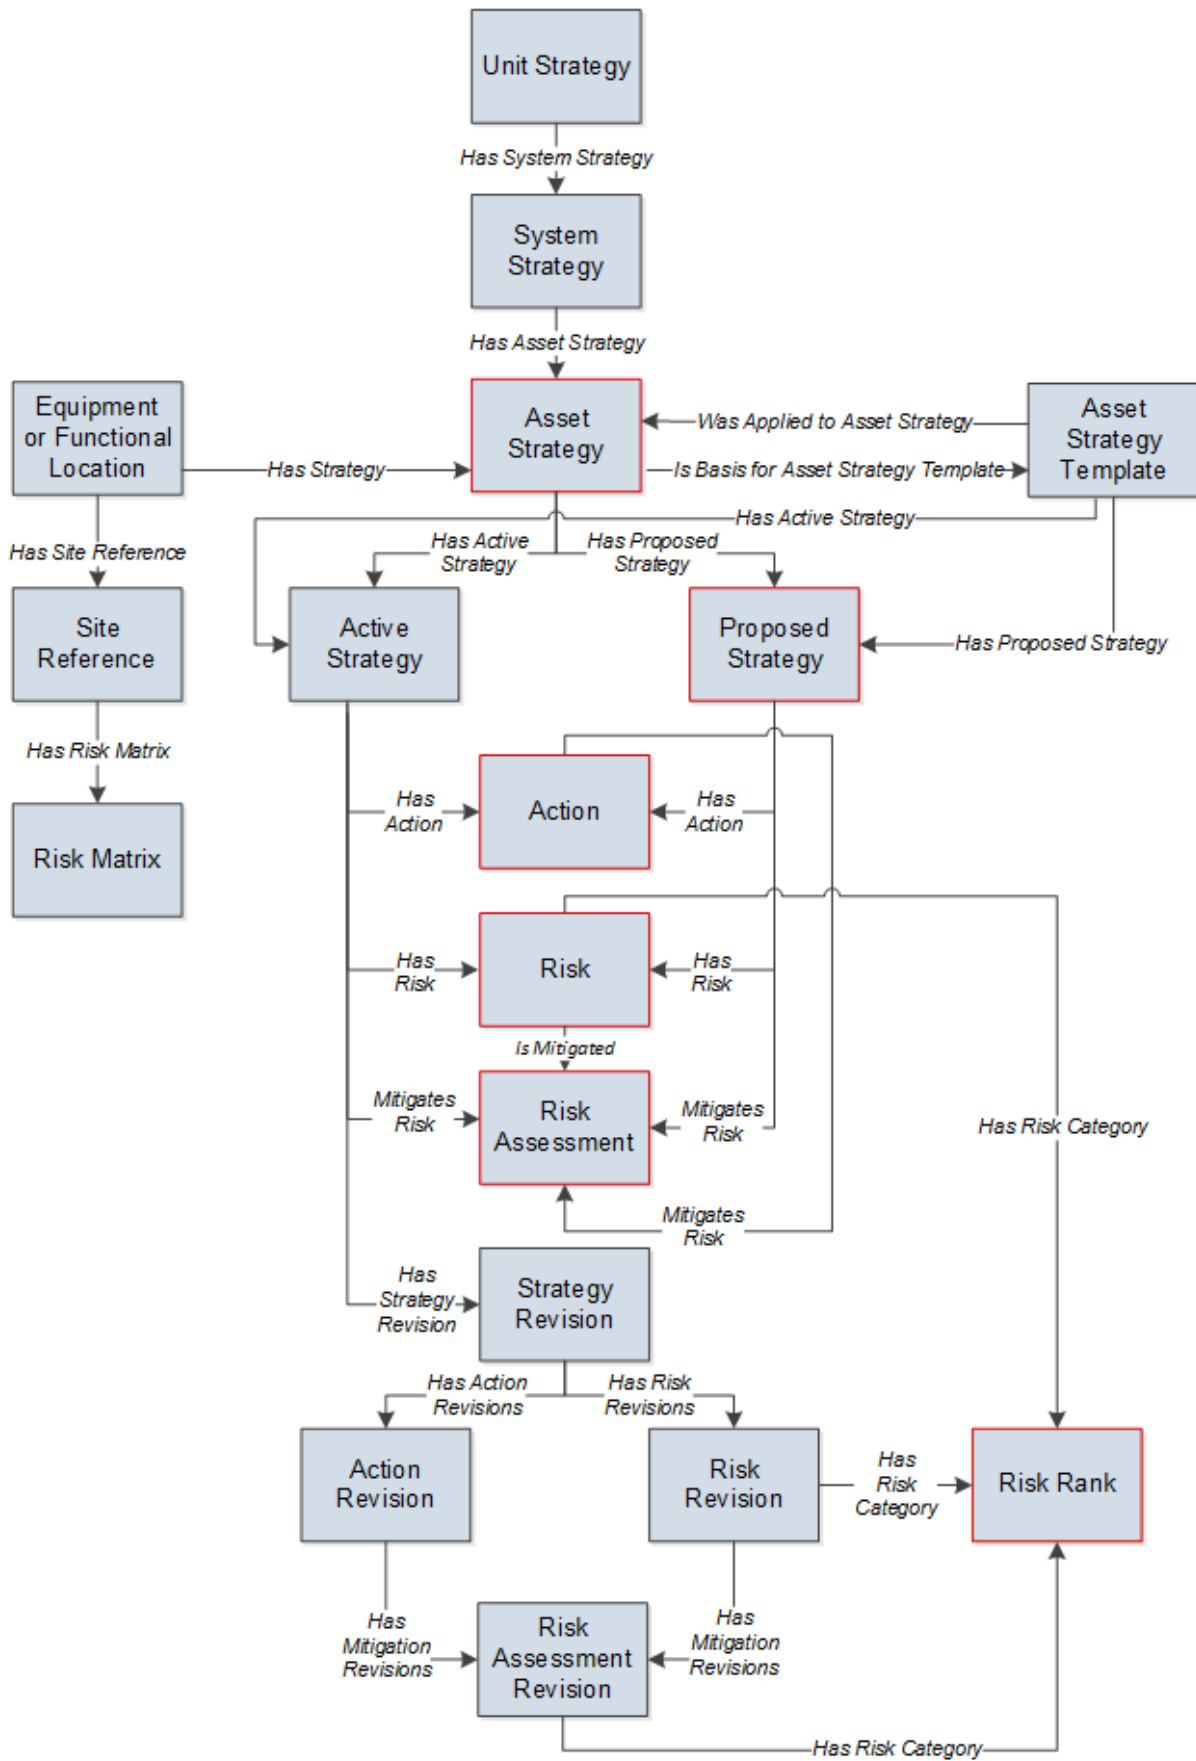 Unit Strategy
Has System Strategy
System
Strategy
Has Asset Strategy
Equipment
or Functional
Location
Asset
Strategy
Asset
Strategy
Template
Was Applied to Asset Strategy
Has Strategy
Is Basis for Asset Strategy Template
Has Active Strategy
Has Site Reference
Has Active
Strategy
Has Proposed
Strategy
Site
Reference
Active
Strategy
Proposed
Strategy
Has Proposed Strategy
Has Risk Matrix
Risk Matrix
Has
Action
Action
Has
Action
Has
Risk
Risk
Has
Risk
Is Mitigated
Mitigates
Risk
Risk
Assessment
Mitigates
Risk
Has Risk Category
Mitigates
Risk
Has
Strategy
Revision
Strategy
Revision
Has Action
Revisions
Has Risk
Revisions
Action
Revision
Risk
Revision
Has
Risk
Category
Risk Rank
Has
Mitigation
Revisions
Risk
Assessment
Revision
Has
Mitigation
Revisions
Has Risk Category